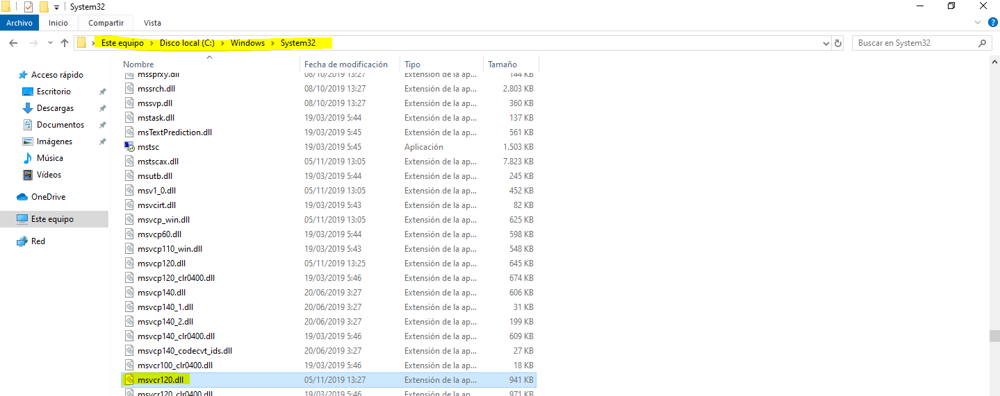 System32
Archivo Inicio Compartir Vista
Este equipo Disco local (C:) Windows System32
Buscar en System32
Acceso rápido
Escritorio
Descargas
Documentos
Imágenes
Música
Vídeos
OneDrive
Este equipo
Red
Nombre Fecha de modificación Tipo Tamaño
mssprxy.dll 08/10/2019 13:27 Extensión de la ap... 144 KB
mssrch.dll 08/10/2019 13:27 Extensión de la ap... 2.803 KB
mssvp.dll 08/10/2019 13:27 Extensión de la ap... 360 KB
mstask.dll 19/03/2019 5:44 Extensión de la ap... 137 KB
msTextPrediction.dll 19/03/2019 5:45 Extensión de la ap... 561 KB
mstsc 19/03/2019 5:45 Aplicación 1.503 KB
mstscax.dll 05/11/2019 13:05 Extensión de la ap... 7.823 KB
msutb.dll 19/03/2019 5:44 Extensión de la ap... 245 KB
msv1_0.dll 05/11/2019 13:05 Extensión de la ap... 452 KB
msvcirt.dll 19/03/2019 5:43 Extensión de la ap... 82 KB
msvcp_win.dll 05/11/2019 13:05 Extensión de la ap... 625 KB
msvcp60.dll 19/03/2019 5:44 Extensión de la ap... 598 KB
msvcp110_win.dll 19/03/2019 5:43 Extensión de la ap... 548 KB
msvcp120.dll 05/11/2019 13:25 Extensión de la ap... 645 KB
msvcp120_clr0400.dll 19/03/2019 5:46 Extensión de la ap... 674 KB
msvcp140.dll 20/06/2019 3:27 Extensión de la ap... 606 KB
msvcp140_1.dll 20/06/2019 3:27 Extensión de la ap... 31 KB
msvcp140_2.dll 20/06/2019 3:27 Extensión de la ap... 199 KB
msvcp140_clr0400.dll 19/03/2019 5:46 Extensión de la ap... 609 KB
msvcp140_codecvt_ids.dll 20/06/2019 3:27 Extensión de la ap... 27 KB
msvcr100_clr0400.dll 19/03/2019 5:46 Extensión de la ap... 18 KB
msvcr120.dll 05/11/2019 13:27 Extensión de la ap... 941 KB
msvcr120_clr0400.dll 19/03/2019 5:46 Extensión de la ap... 971 KB